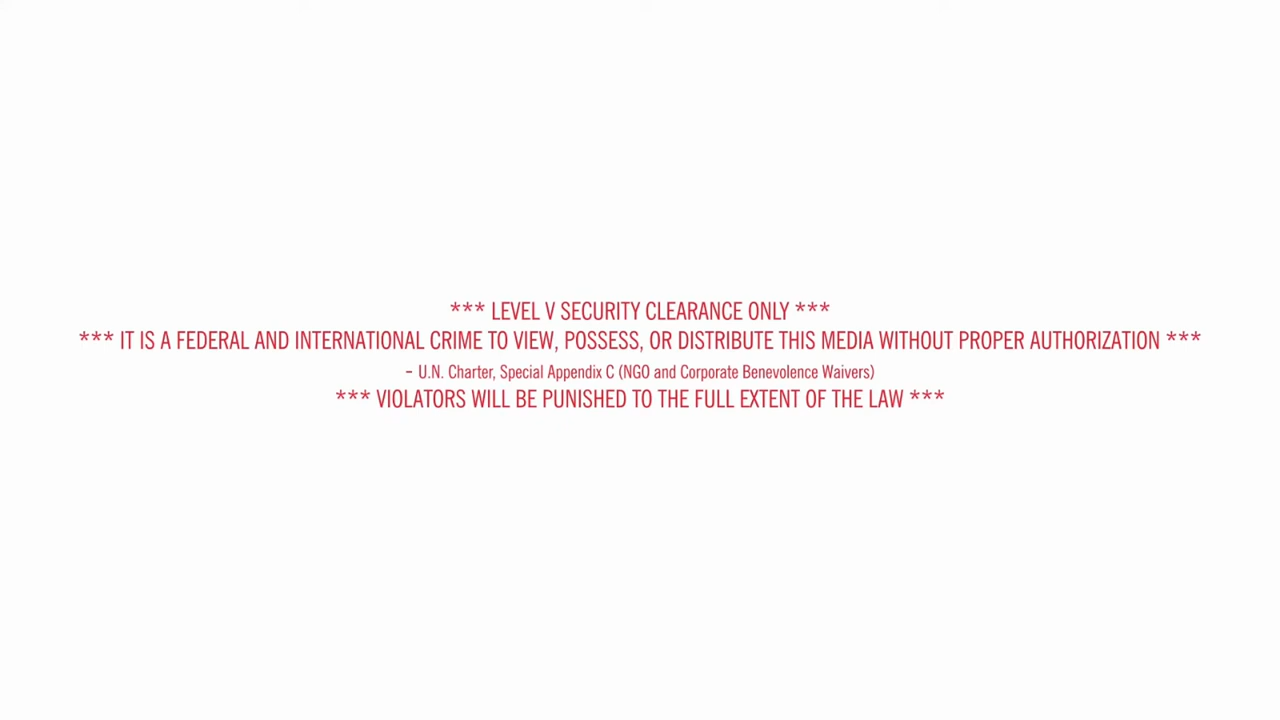 *** LEVEL V SECURITY CLEARANCE ONLY ***
*** IT IS A FEDERAL AND INTERNATIONAL CRIME TO VIEW, POSSESS, OR DISTRIBUTE THIS MEDIA WITHOUT PROPER AUTHORIZATION ***
– U.N. Charter, Special Appendix C (NGO and Corporate Benevolence Waivers)
*** VIOLATORS WILL BE PUNISHED TO THE FULL EXTENT OF THE LAW ***